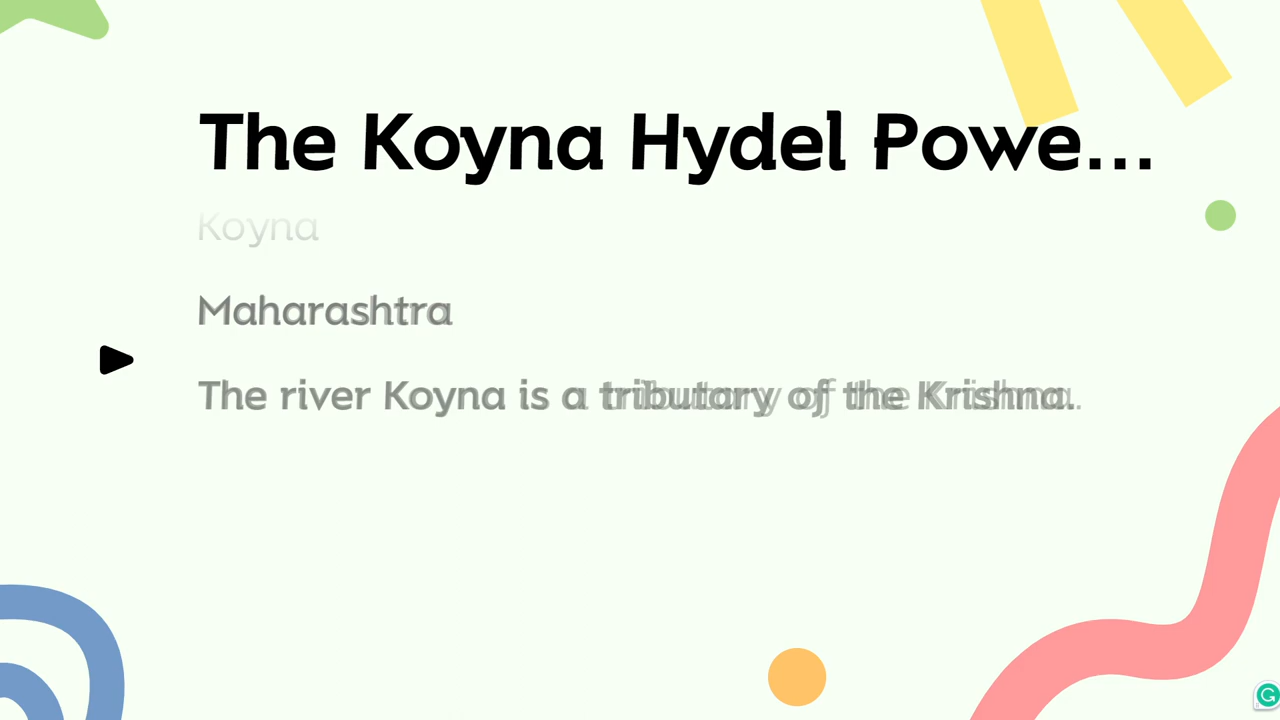 The Koyna Hydel Powe...
Koyna
Maharashtra
The river Koyna is a tributary of the Krishna.